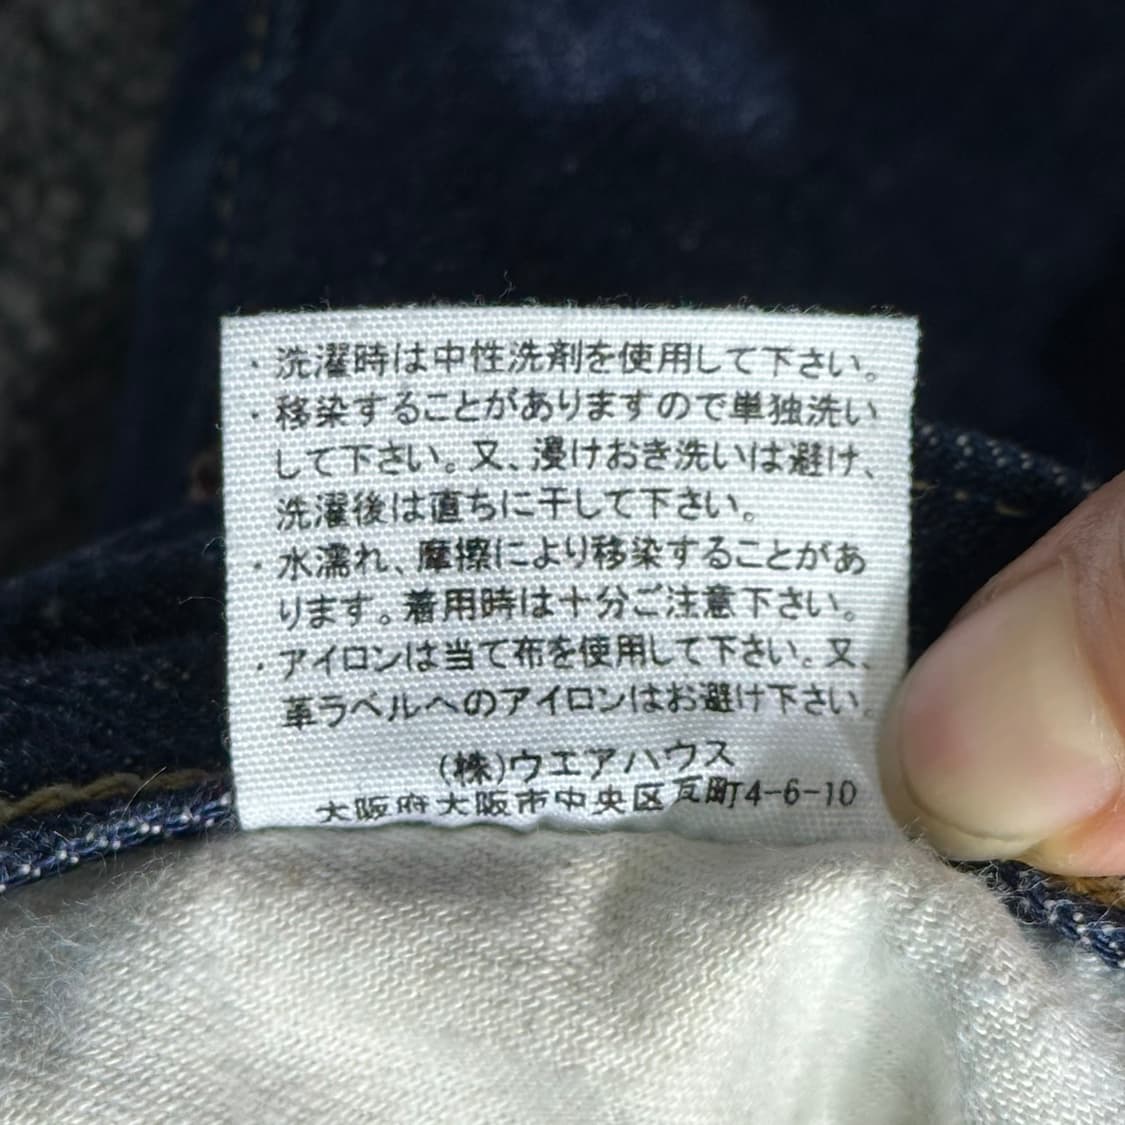 ・洗濯時は中性洗剤を使用して下さい。
・移染することがありますので単独洗い
して下さい。又、浸けおき洗いは避け、
洗濯後は直ちに干して下さい。
・水濡れ、摩擦により移染することがあ
ります。着用時は十分ご注意下さい。
・アイロンは当て布を使用して下さい。又、
革ラベルへのアイロンはお避け下さい。
(株)ウエアハウス
大阪府大阪市中央区瓦町4-6-10